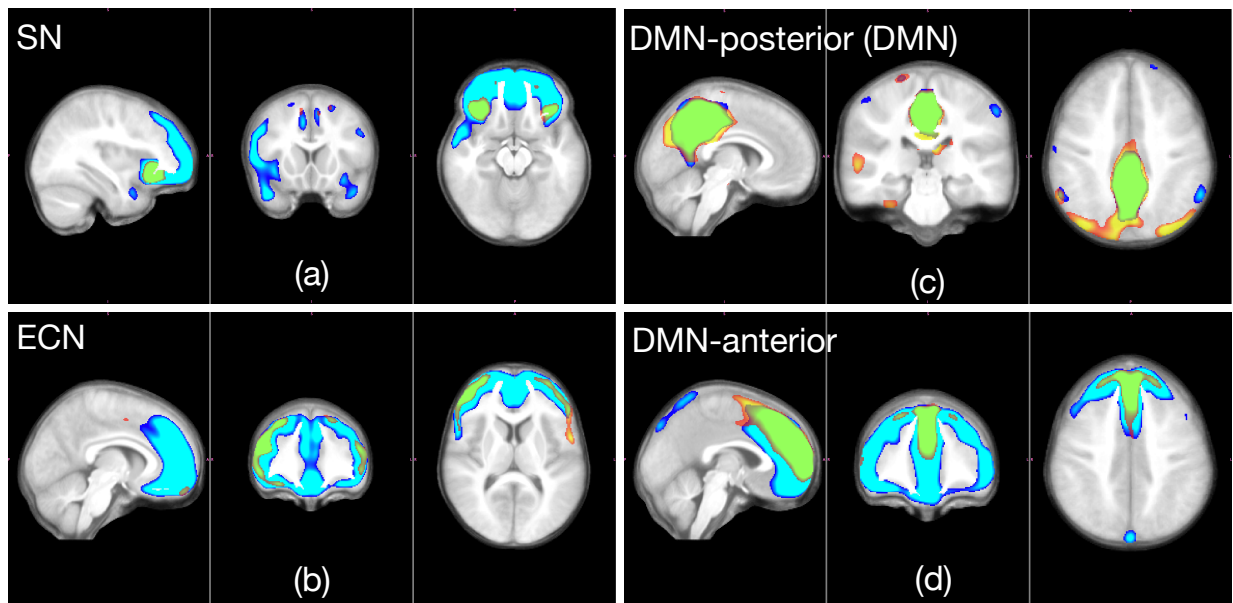 SN
(a)
DMN-posterior (DMN)
(c)
ECN
(b)
DMN-anterior
(d)